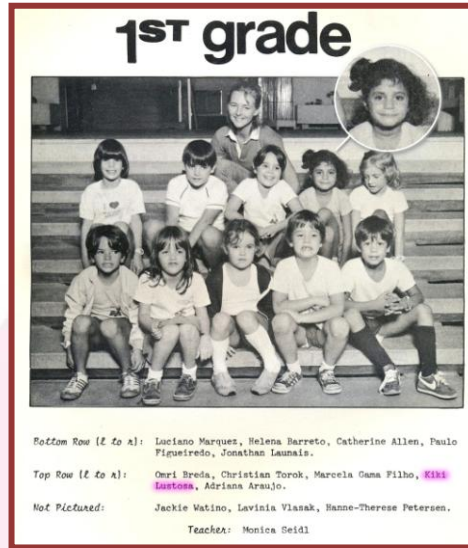 1ST grade
Bottom Row (l to r): Luciano Marquez, Helena Barreto, Catherine Allen, Paulo
Figueiredo, Jonathan Launais.
Top Row (l to r): Omri Breda, Christian Torok, Marcela Gama Filho, Kiki
Lustosa, Adriana Araujo.
Not Pictured: Jackie Watino, Lavinia Vlasak, Hanne-Therese Petersen.
Teacher: Monica Seidl